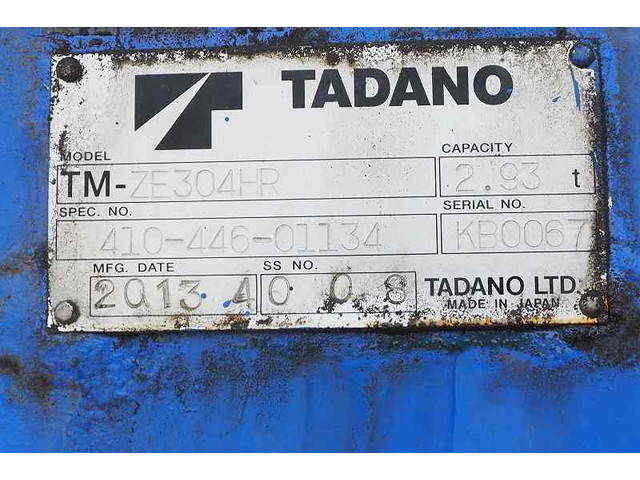 TADANO
MODEL
CAPACITY
TM-ZE304HR
2.93 t
SPEC. NO.
SERIAL NO.
410-446-01134
KB0067
MFG. DATE
SS NO.
2013
0 0 8
TADANO LTD.
MADE IN JAPAN